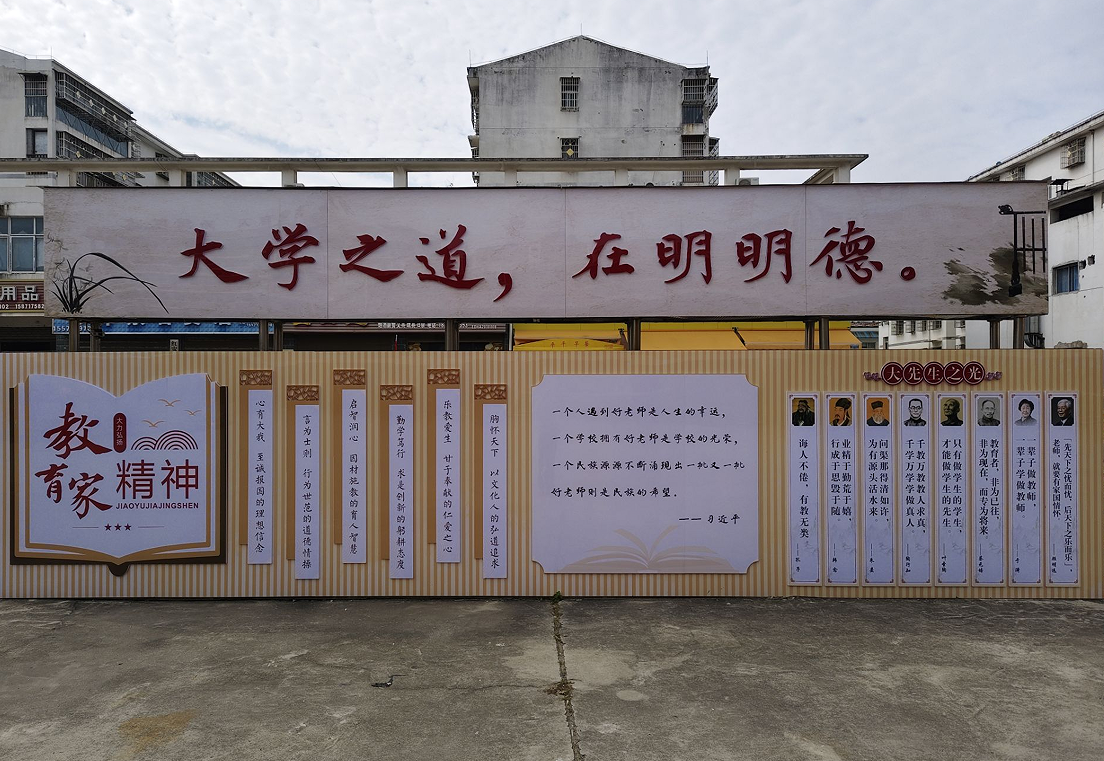 大学之道，在明明德。
用品
教育家精神
大力弘扬
JIAOYUJIAJINGSHEN
心有大我 至诚报国的理想信念
言为士则 行为世范的道德情操
启智润心 因材施教的育人智慧
勤学笃行 求是创新的躬耕态度
乐教爱生 甘于奉献的仁爱之心
胸怀天下 以文化人的弘道追求
一个人遇到好老师是人生的幸运，
一个学校拥有好老师是学校的光荣，
一个民族源源不断涌现出一批又一批
好老师则是民族的希望。
——习近平
大先生之光
诲人不倦，有教无类
业精于勤荒于嬉，
行成于思毁于随
——韩愈
问渠那得清如许，
为有源头活水来
——朱熹
千教万教教人求真，
千学万学学做真人
——陶行知
只有做学生的学生，
才能做学生的先生
教育者，非为已往，
非为现在，而专为将来
一辈子做教师，
一辈子学做教师
——于漪
“先天下之忧而忧，后天下之乐而乐”，
老师，就要有家国情怀。